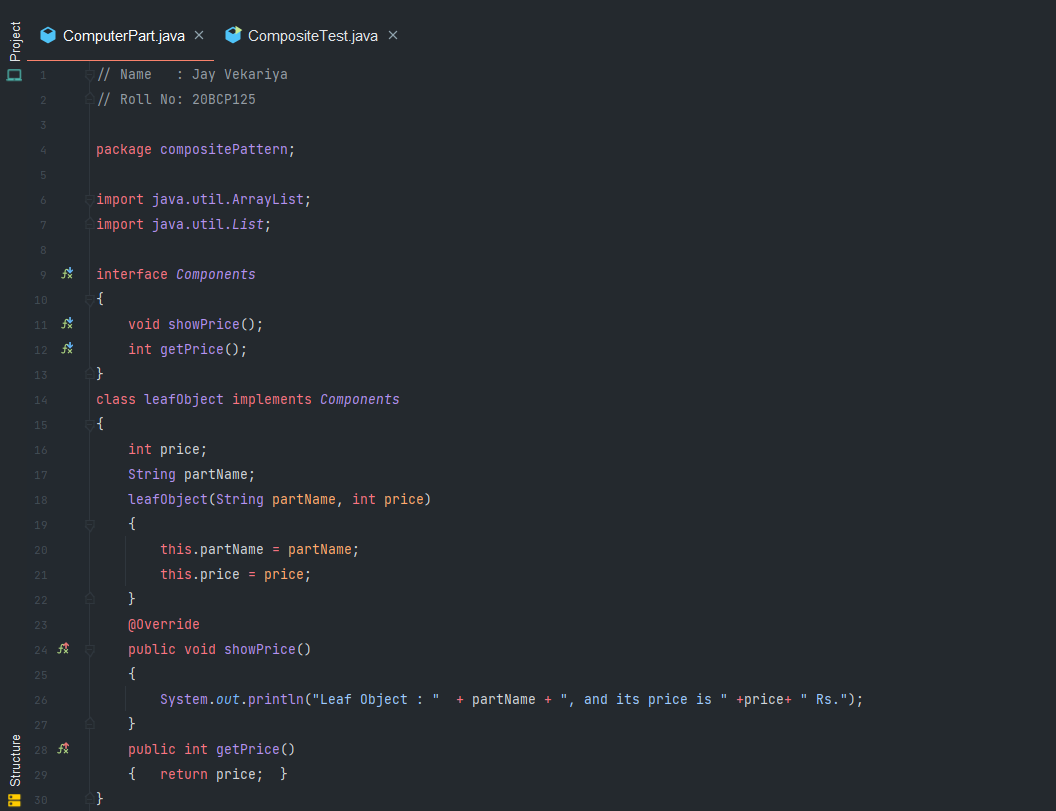 Project
ComputerPart.java × CompositeTest.java ×
1 // Name   : Jay Vekariya
2 // Roll No: 20BCP125
3
4 package compositePattern;
5
6 import java.util.ArrayList;
7 import java.util.List;
8
9 interface Components
10 {
11     void showPrice();
12     int getPrice();
13 }
14 class leafObject implements Components
15 {
16     int price;
17     String partName;
18     leafObject(String partName, int price)
19     {
20         this.partName = partName;
21         this.price = price;
22     }
23     @Override
24     public void showPrice()
25     {
26         System.out.println("Leaf Object : "  + partName + ", and its price is " +price+ " Rs.");
27     }
28     public int getPrice()
29     {   return price;  }
30 }
Structure